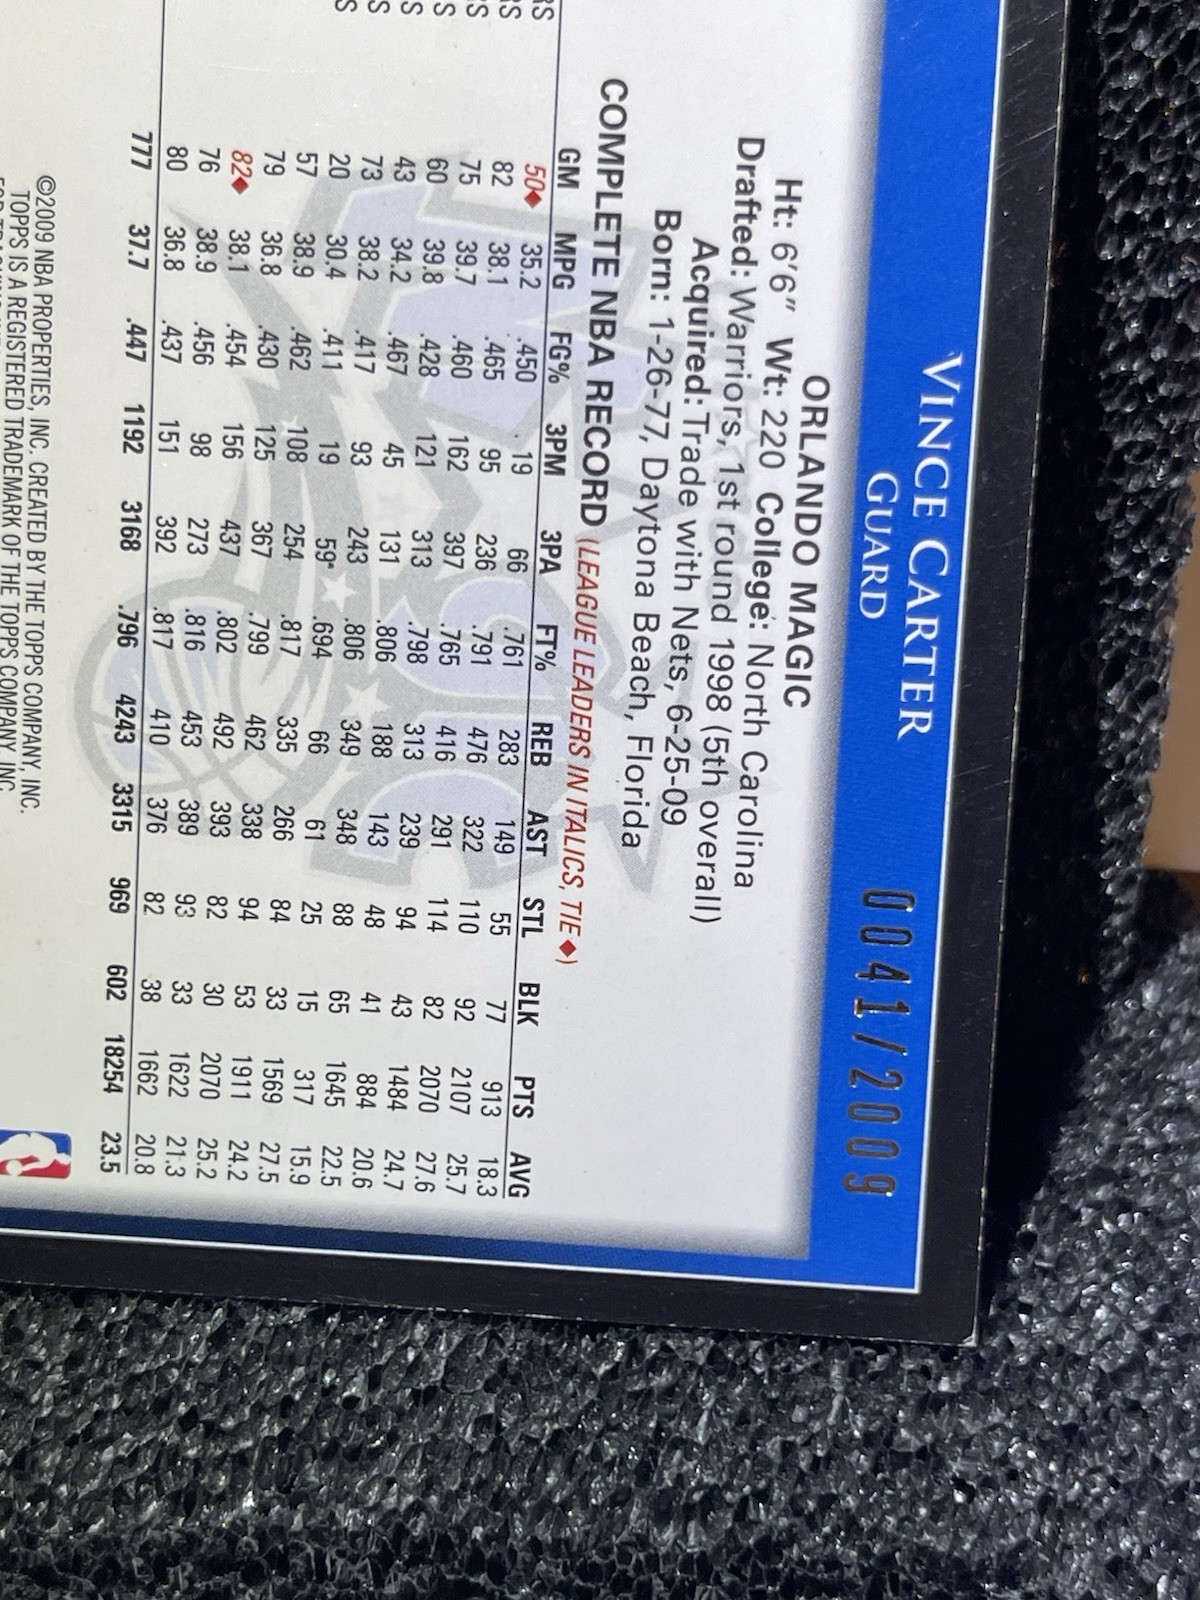 VINCE CARTER
GUARD
0041/2009
ORLANDO MAGIC
Ht: 6'6" Wt: 220 College: North Carolina
Drafted: Warriors, 1st round 1998 (5th overall)
Acquired: Trade with Nets, 6-25-09
Born: 1-26-77, Daytona Beach, Florida
COMPLETE NBA RECORD (LEAGUE LEADERS IN ITALICS, TIE ♦)
GM MPG FG% 3PM 3PA FT% REB AST STL BLK PTS AVG
50♦ 35.2 .450 19 66 .761 283 149 55 77 913 18.3
82 38.1 .465 95 236 .791 476 322 110 92 2107 25.7
75 39.7 .460 162 397 .765 416 291 114 82 2070 27.6
60 39.8 .428 121 313 .798 313 239 94 43 1484 24.7
43 34.2 .467 45 131 .806 188 143 48 41 884 20.6
73 38.2 .417 93 243 .806 349 348 88 65 1645 22.5
20 30.4 .411 19 59 .694 66 61 25 15 317 15.9
57 38.9 .462 108 254 .817 335 266 84 33 1569 27.5
79 36.8 .430 125 367 .799 462 338 94 53 1911 24.2
82♦ 38.1 .454 156 437 .802 492 393 82 30 2070 25.2
76 38.9 .456 98 273 .816 453 389 93 33 1622 21.3
80 36.8 .437 151 392 .817 410 376 82 38 1662 20.8
777 37.7 .447 1192 3168 .796 4243 3315 969 602 18254 23.5
©2009 NBA PROPERTIES, INC. CREATED BY THE TOPPS COMPANY, INC.
TOPPS IS A REGISTERED TRADEMARK OF THE TOPPS COMPANY, INC.